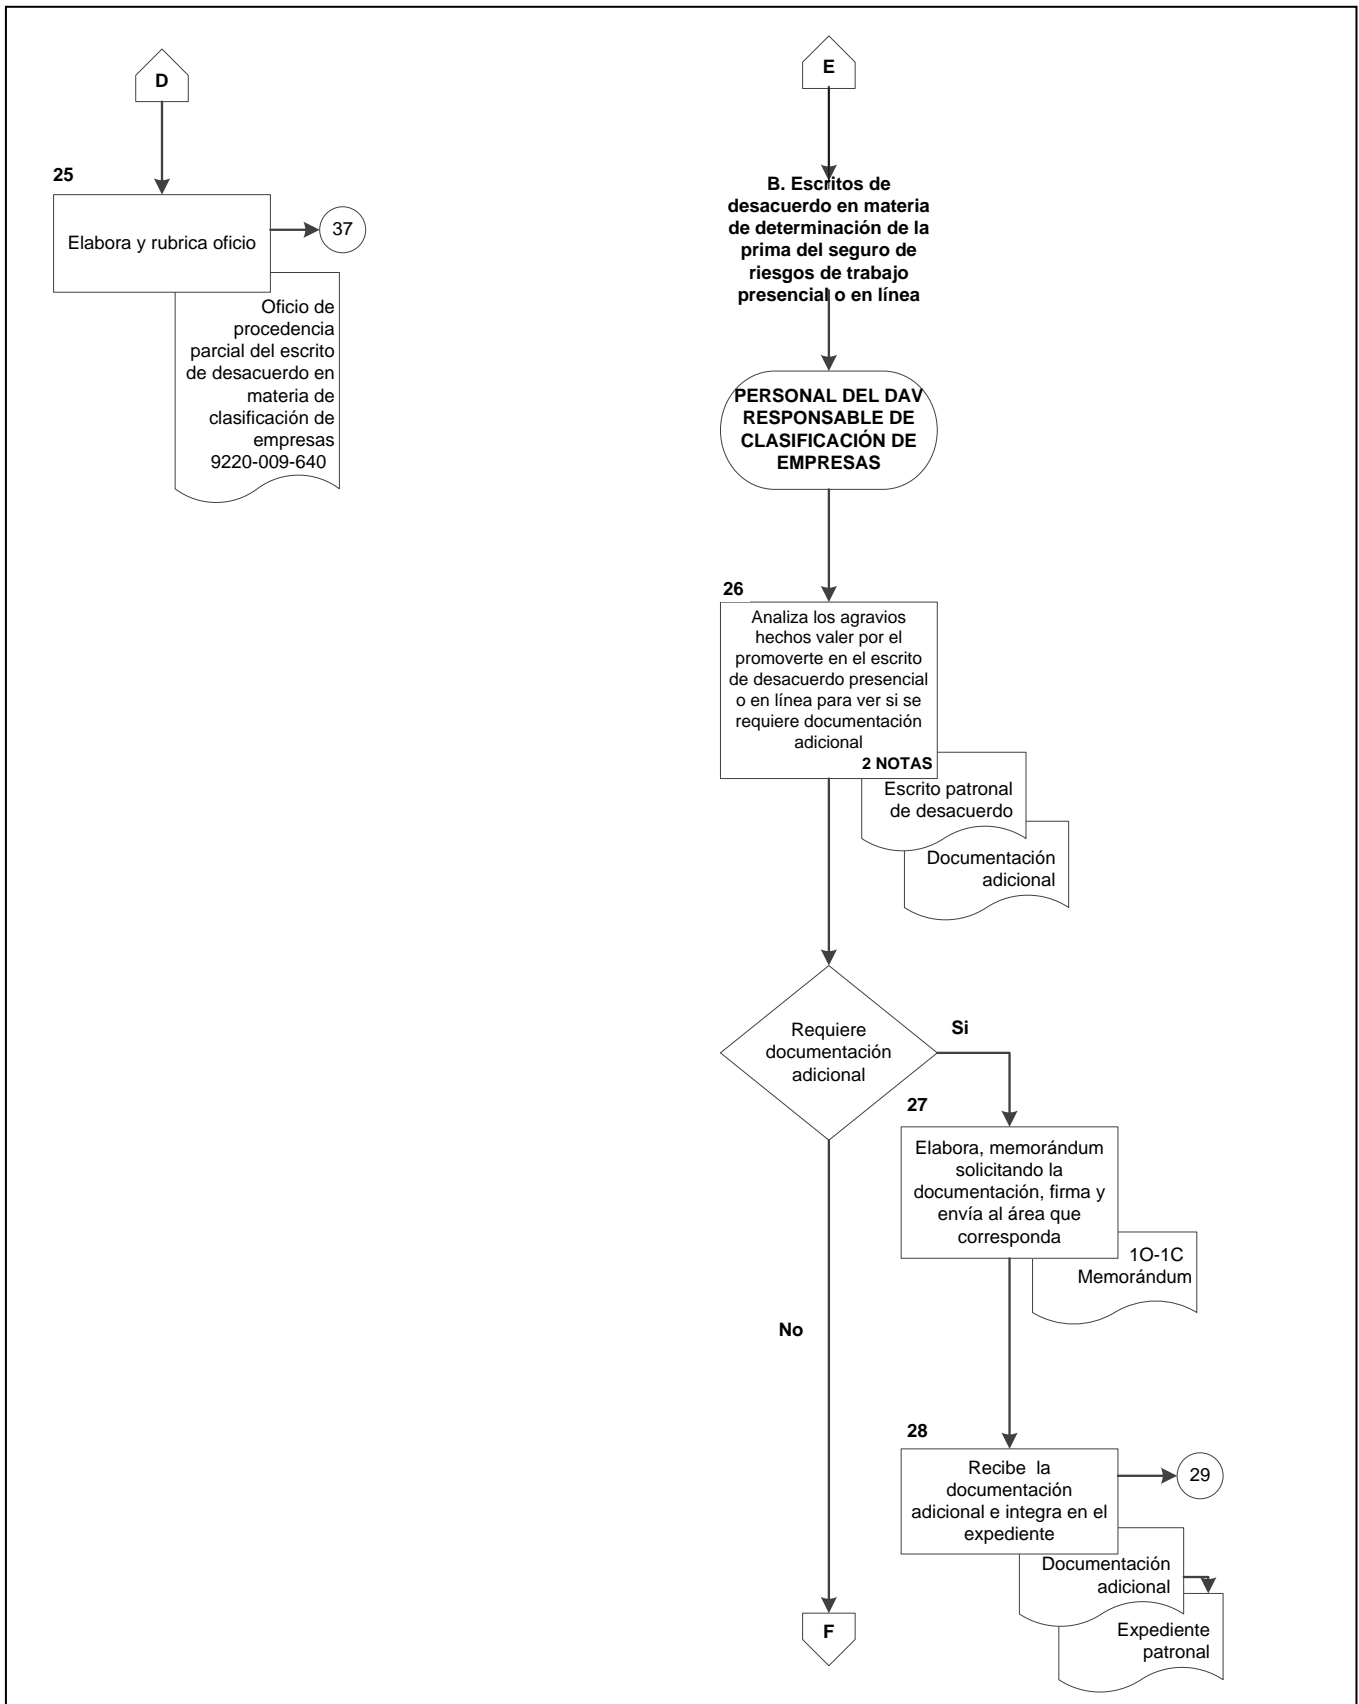 D
25
Elabora y rubrica oficio
37
Oficio de
procedencia
parcial del escrito
de desacuerdo en
materia de
clasificación de
empresas
9220-009-640
E
B. Escritos de
desacuerdo en materia
de determinación de la
prima del seguro de
riesgos de trabajo
presencial o en línea
PERSONAL DEL DAV
RESPONSABLE DE
CLASIFICACIÓN DE
EMPRESAS
26
Analiza los agravios
hechos valer por el
promoverte en el escrito
de desacuerdo presencial
o en línea para ver si se
requiere documentación
adicional
2 NOTAS
Escrito patronal
de desacuerdo
Documentación
adicional
Requiere
documentación
adicional
Si
27
Elabora, memorándum
solicitando la
documentación, firma y
envía al área que
corresponda
1O-1C
Memorándum
No
28
Recibe la
documentación
adicional e integra en el
expediente
29
Documentación
adicional
Expediente
patronal
F